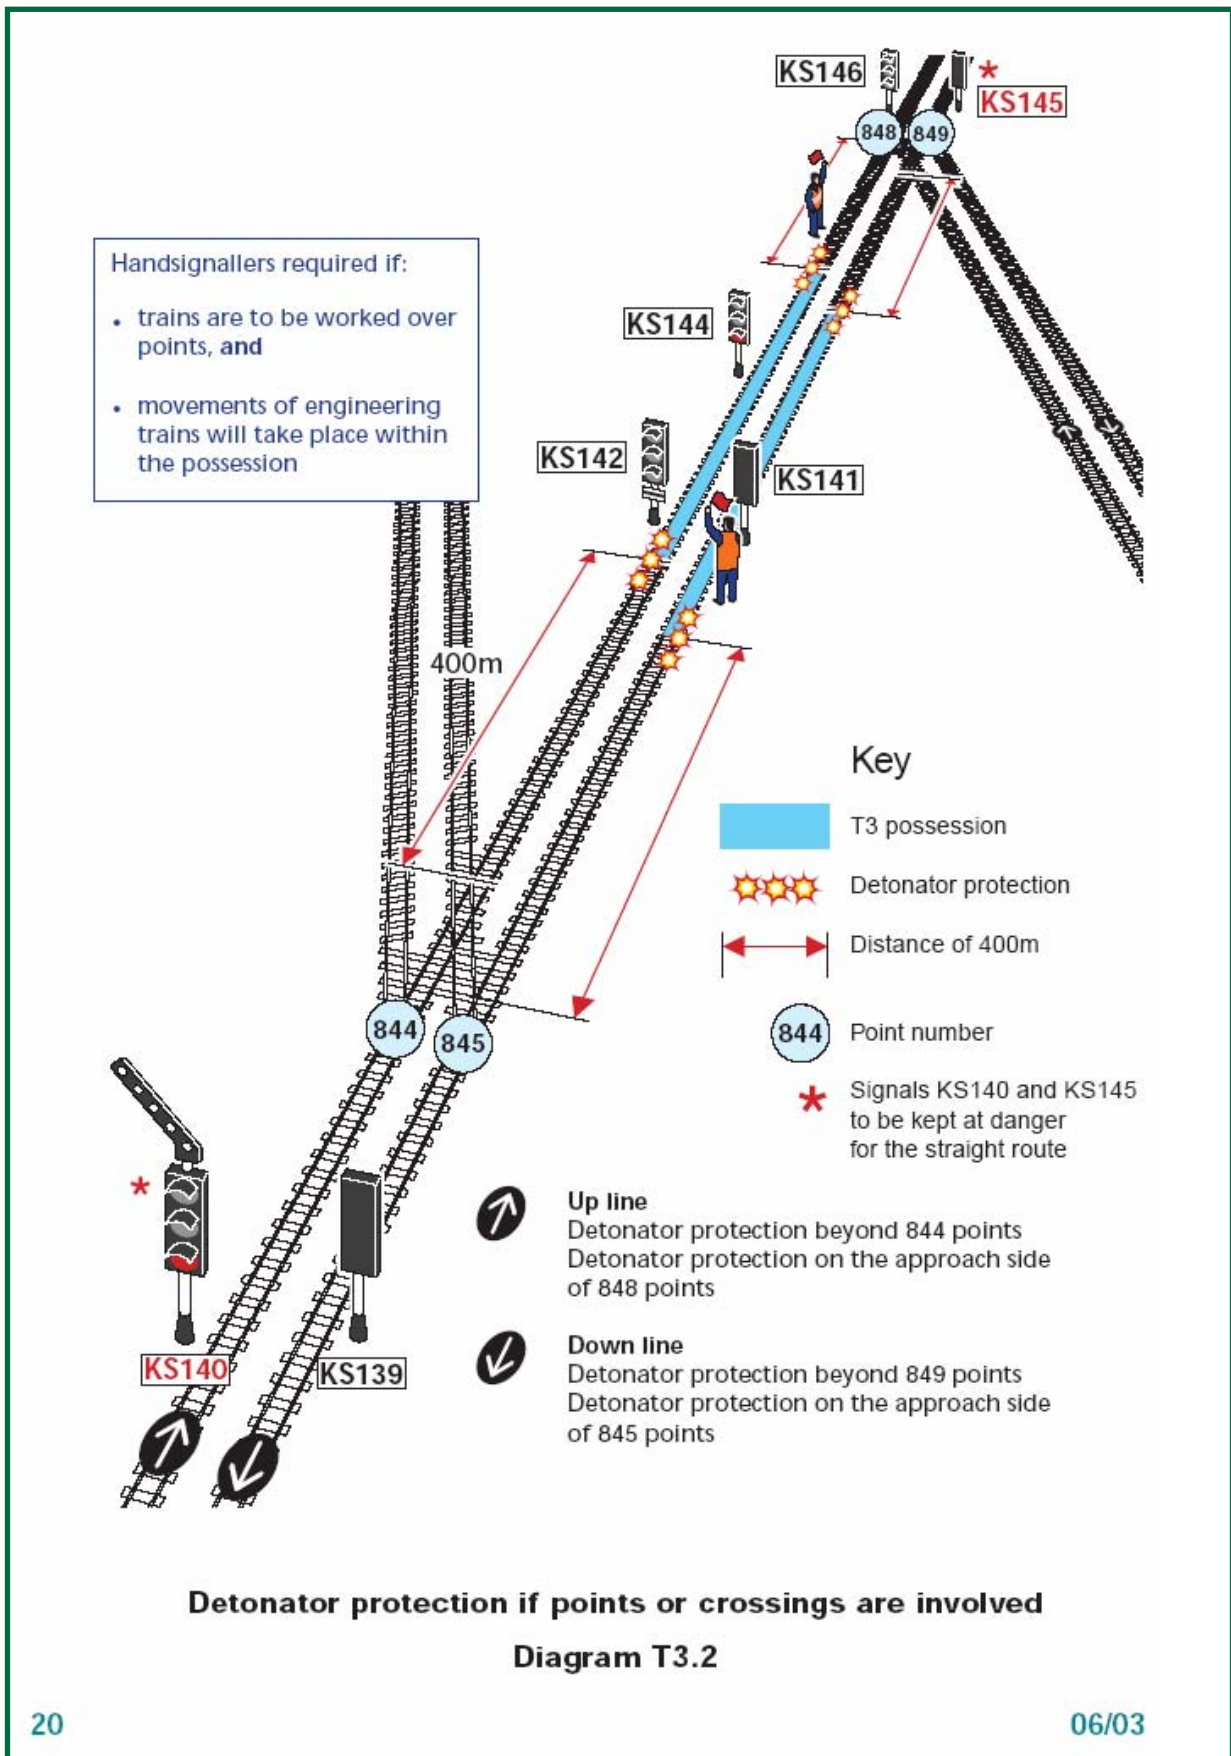 KS146
*
KS145
848
849
Handsignallers required if:
• trains are to be worked over
points, and
• movements of engineering
trains will take place within
the possession
KS144
KS142
KS141
400m
Key
T3 possession
Detonator protection
Distance of 400m
844
Point number
* Signals KS140 and KS145
to be kept at danger
for the straight route
844
845
*
KS140
KS139
Up line
Detonator protection beyond 844 points
Detonator protection on the approach side
of 848 points
Down line
Detonator protection beyond 849 points
Detonator protection on the approach side
of 845 points
Detonator protection if points or crossings are involved
Diagram T3.2
20
06/03